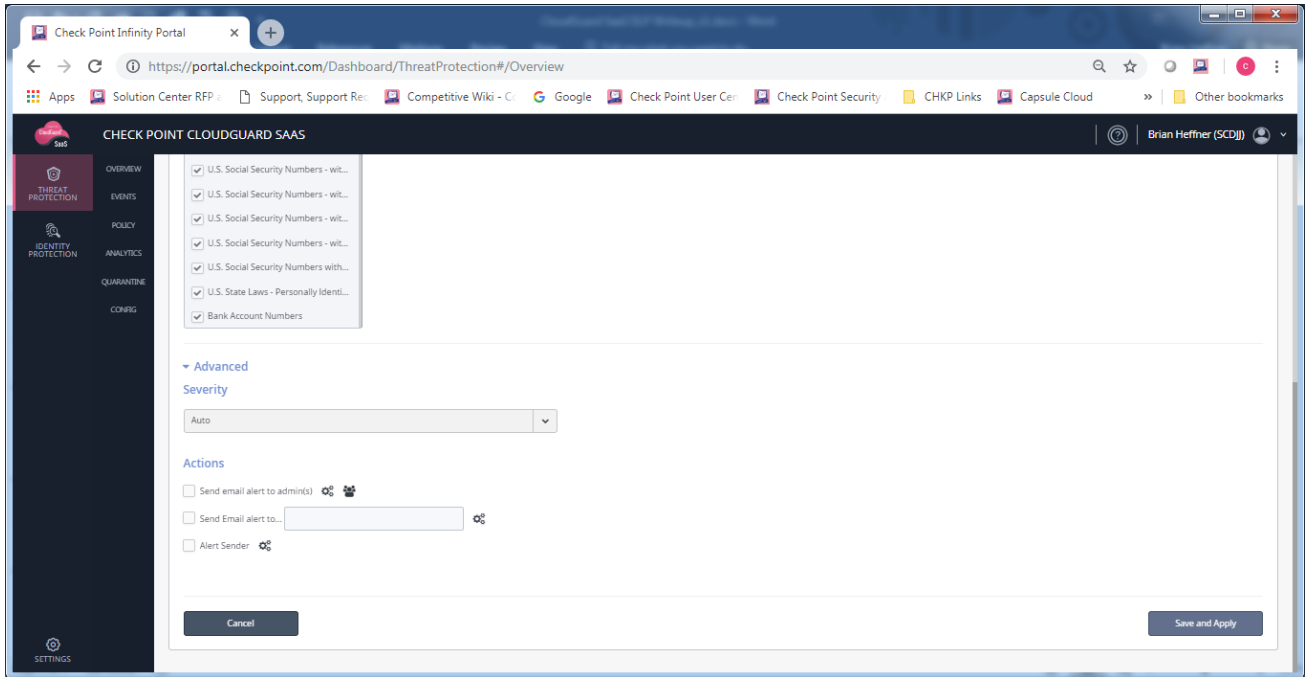 Check Point Infinity Portal
https://portal.checkpoint.com/Dashboard/ThreatProtection#/Overview
C
Apps Solution Center RFP Support, Support Rec Competitive Wiki - Google Check Point User Cen Check Point Security CHKP Links Capsule Cloud » Other bookmarks
CloudGuard
SaaS
CHECK POINT CLOUDGUARD SAAS
Brian Heffner (SCDJJ)
THREAT
PROTECTION
IDENTITY
PROTECTION
SETTINGS
OVERVIEW
EVENTS
POLICY
ANALYTICS
QUARANTINE
CONFIG
U.S. Social Security Numbers - wit...
U.S. Social Security Numbers - wit...
U.S. Social Security Numbers - wit...
U.S. Social Security Numbers - wit...
U.S. Social Security Numbers with...
U.S. State Laws - Personally Identi...
Bank Account Numbers
Advanced
Severity
Auto
Actions
Send email alert to admin(s)
Send Email alert to...
Alert Sender
Cancel
Save and Apply